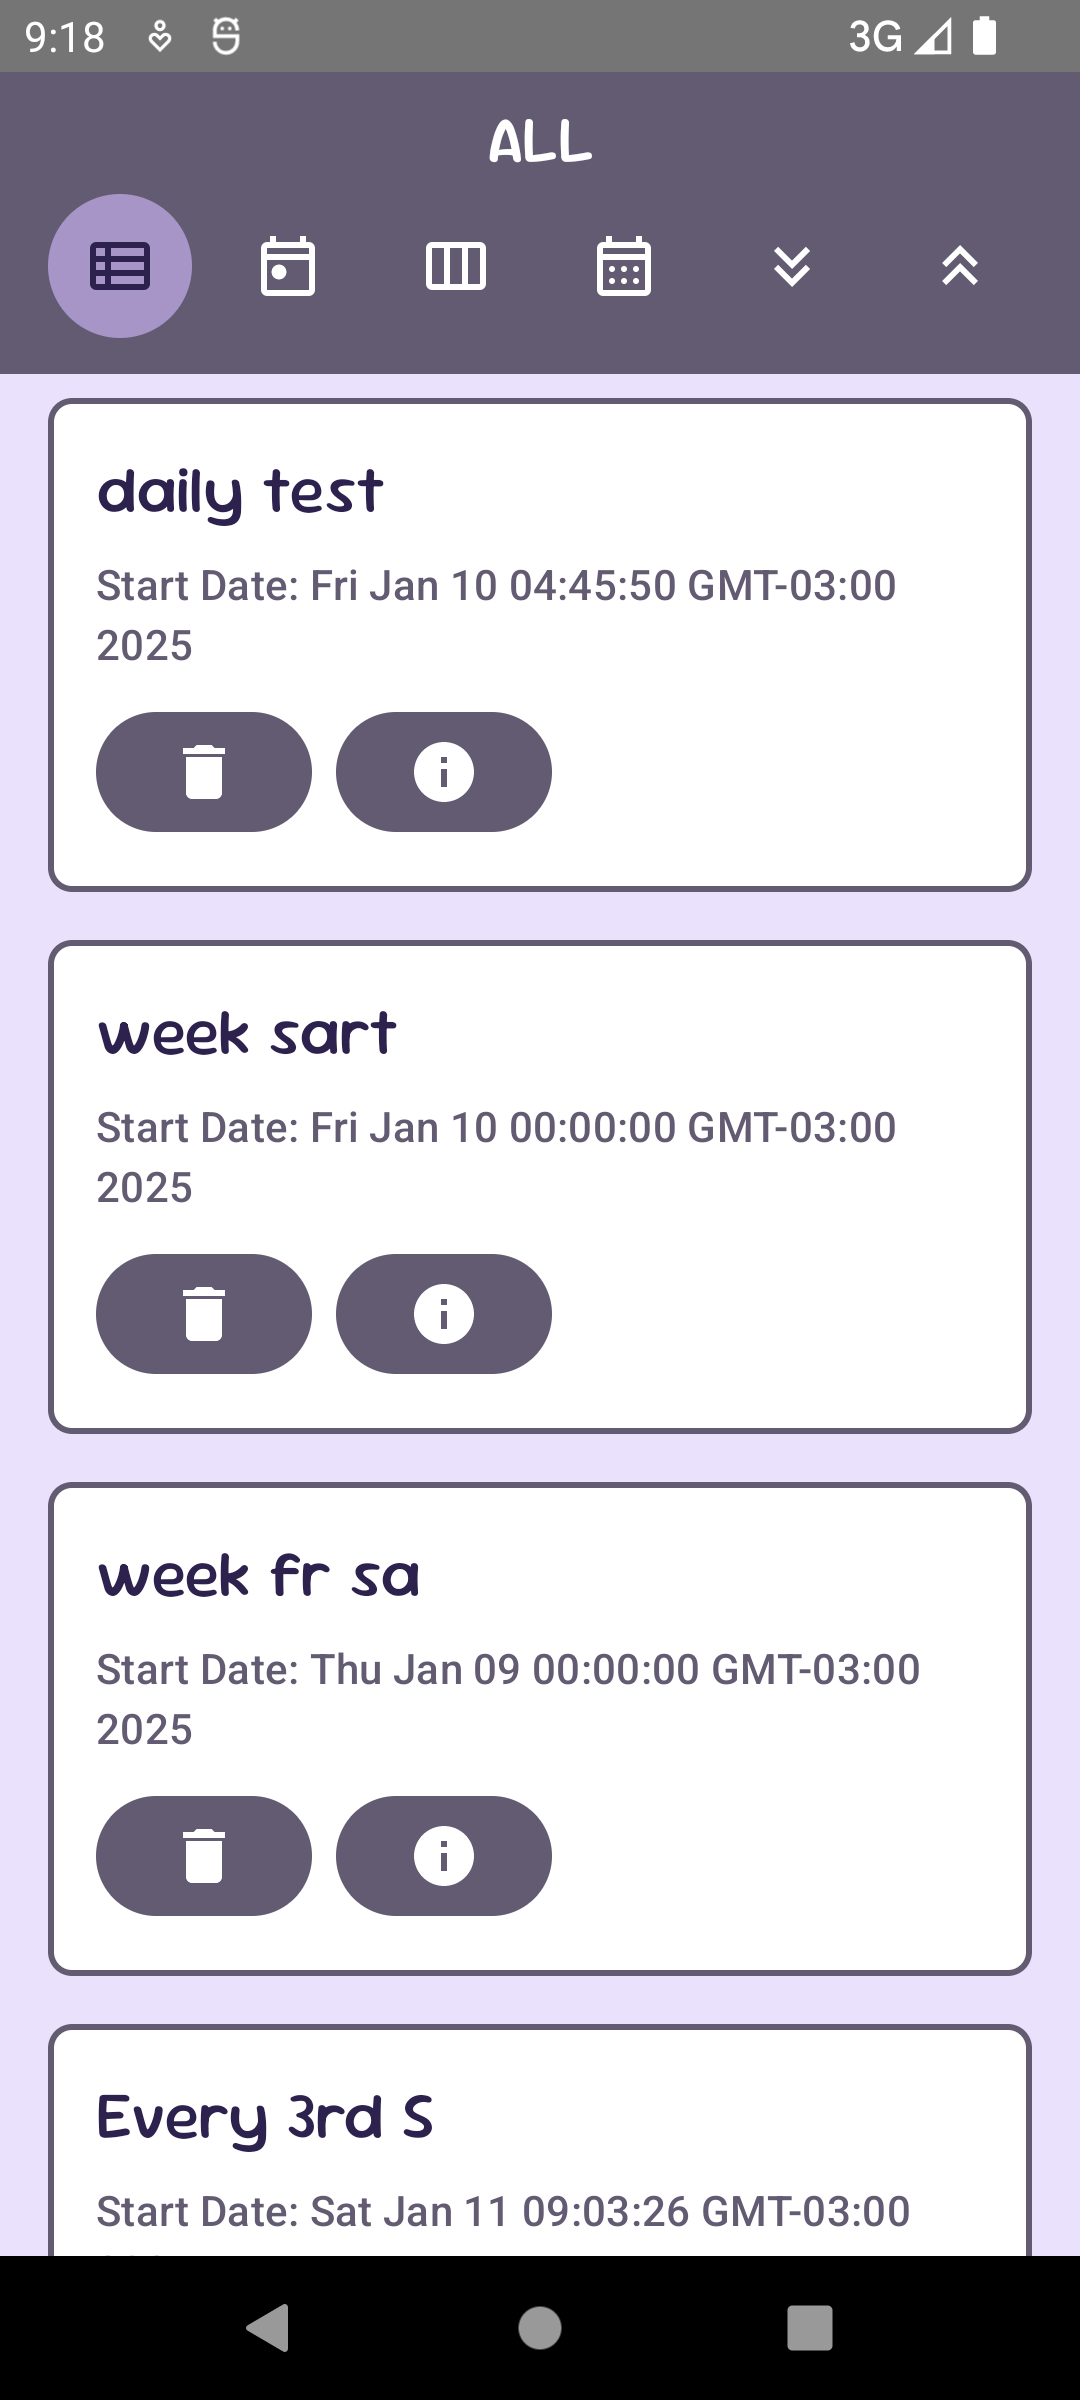 9:18
3G
ALL
daily test
Start Date: Fri Jan 10 04:45:50 GMT-03:00
2025
week sart
Start Date: Fri Jan 10 00:00:00 GMT-03:00
2025
week fr sa
Start Date: Thu Jan 09 00:00:00 GMT-03:00
2025
Every 3rd S
Start Date: Sat Jan 11 09:03:26 GMT-03:00